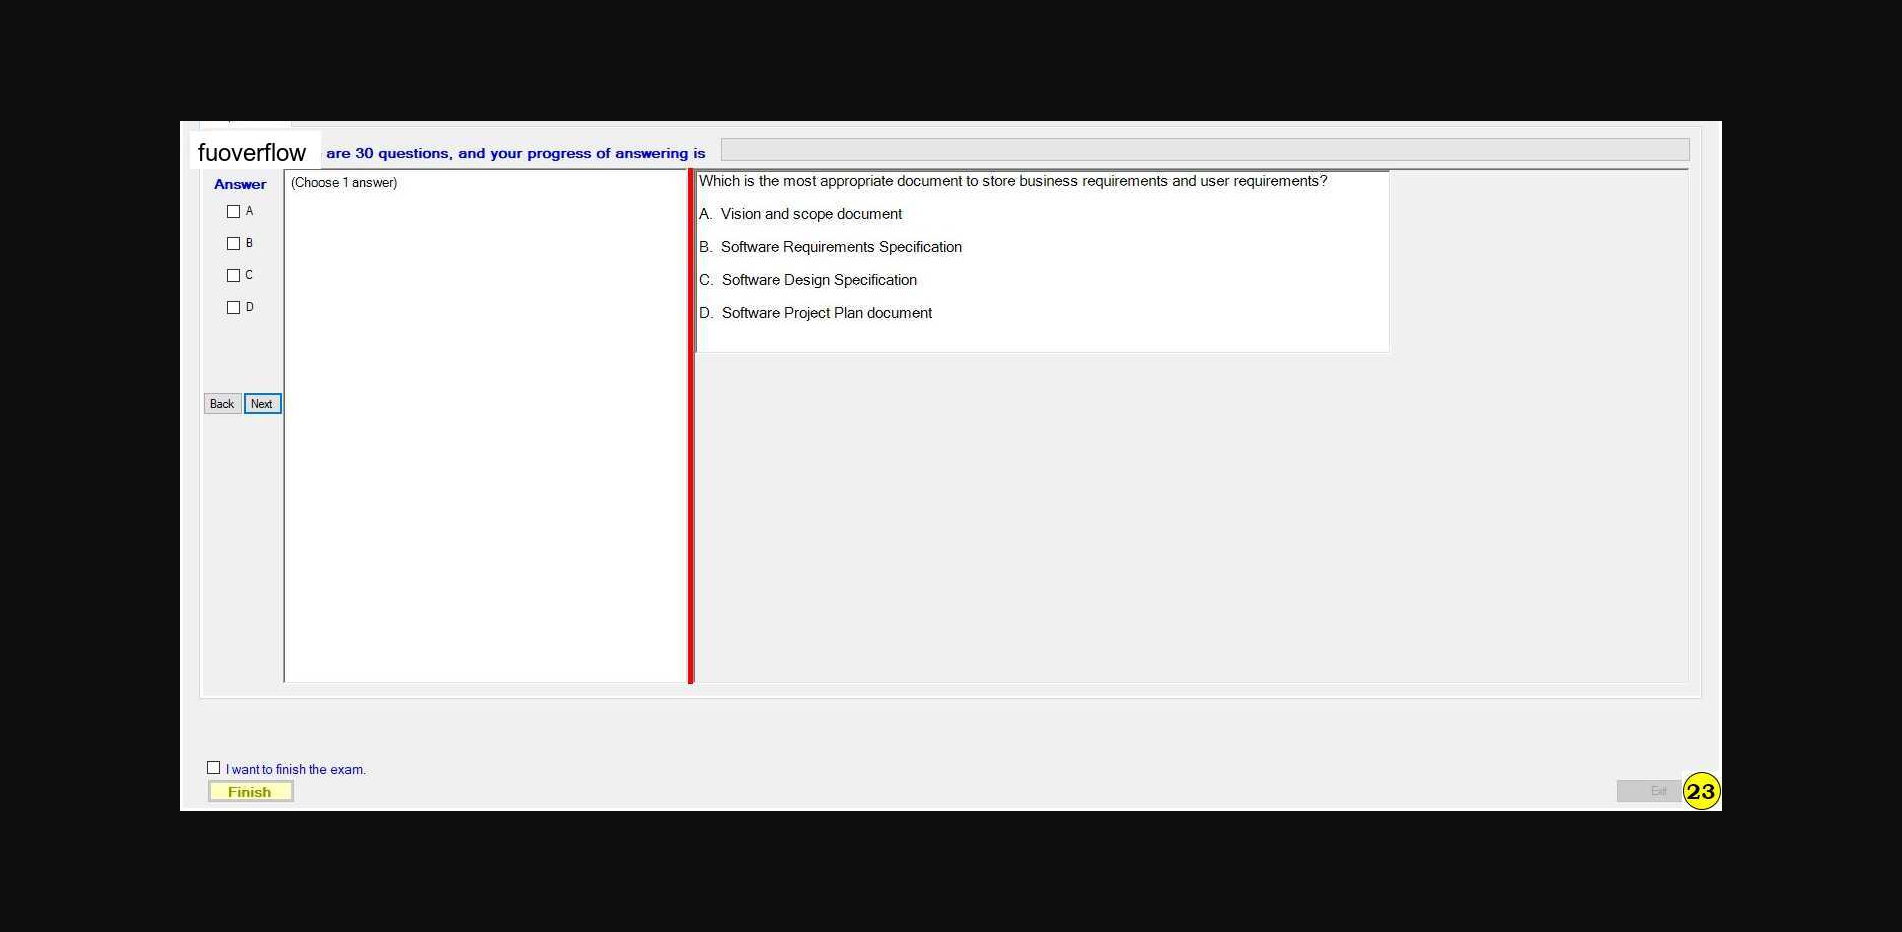 fuoverflow are 30 questions, and your progress of answering is
Answer
A
B
C
D
Back Next
(Choose 1 answer)
Which is the most appropriate document to store business requirements and user requirements?
A. Vision and scope document
B. Software Requirements Specification
C. Software Design Specification
D. Software Project Plan document
I want to finish the exam.
Finish
Exit
23